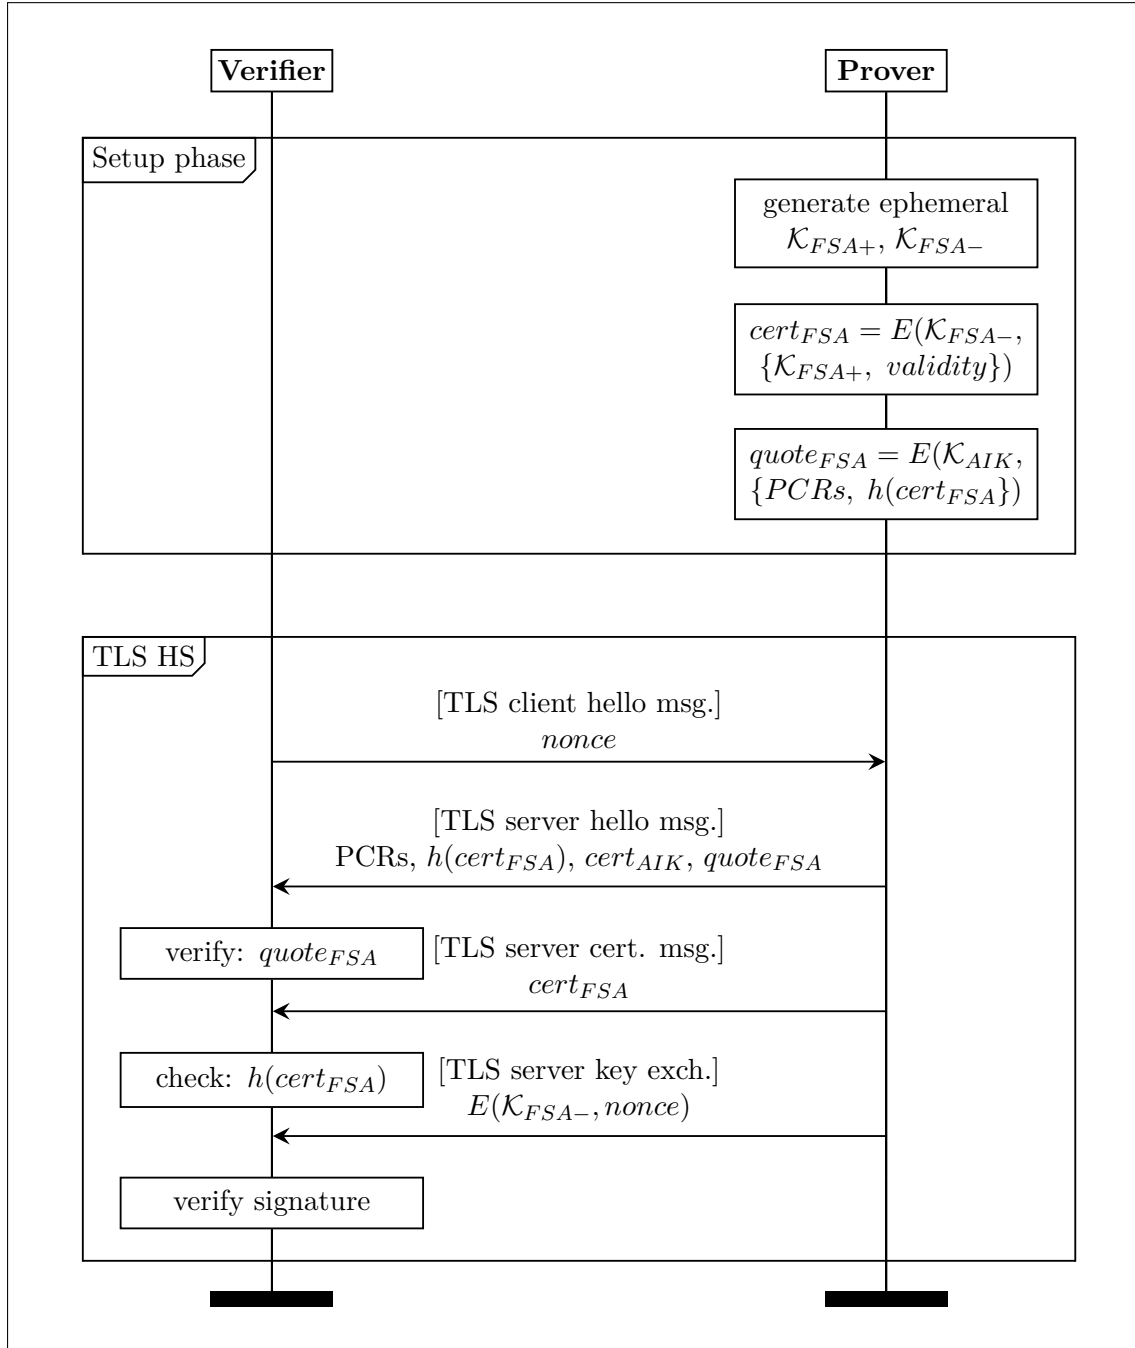 Verifier
Prover
Setup phase
generate ephemeral
𝒦_{FSA+}, 𝒦_{FSA−}
cert_{FSA} = E(𝒦_{FSA−},
{𝒦_{FSA+}, validity})
quote_{FSA} = E(𝒦_{AIK},
{PCRs, h(cert_{FSA}})
TLS HS
[TLS client hello msg.]
nonce
[TLS server hello msg.]
PCRs, h(cert_{FSA}), cert_{AIK}, quote_{FSA}
verify: quote_{FSA}
[TLS server cert. msg.]
cert_{FSA}
check: h(cert_{FSA})
[TLS server key exch.]
E(𝒦_{FSA−}, nonce)
verify signature